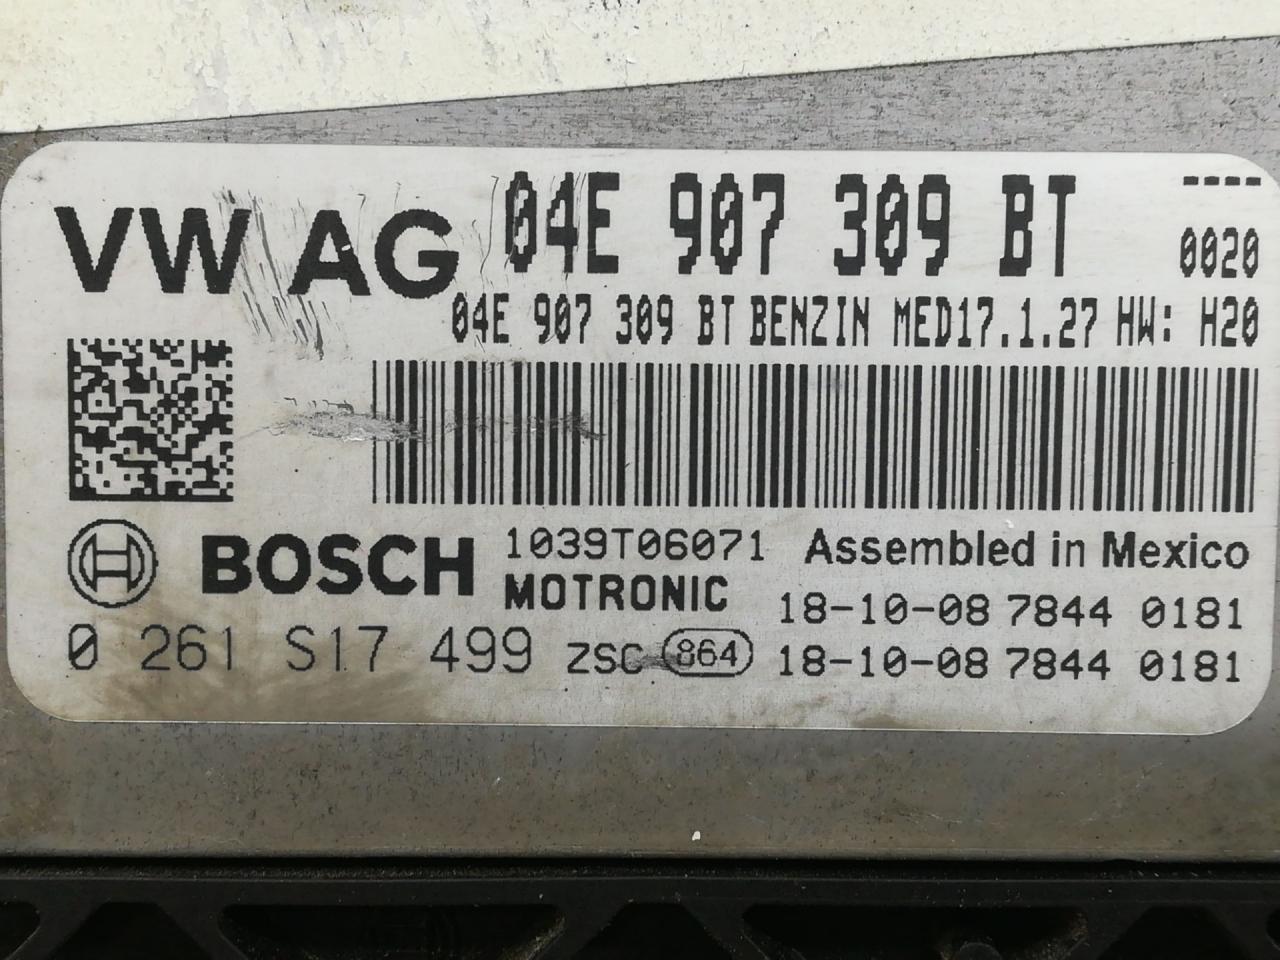 VW AG 04E 907 309 BT ----
0020
04E 907 309 BT BENZIN MED17.1.27 HW: H20
BOSCH 1039T06071 Assembled in Mexico
MOTRONIC 18-10-08 7844 0181
0 261 S17 499 ZSC 864 18-10-08 7844 0181